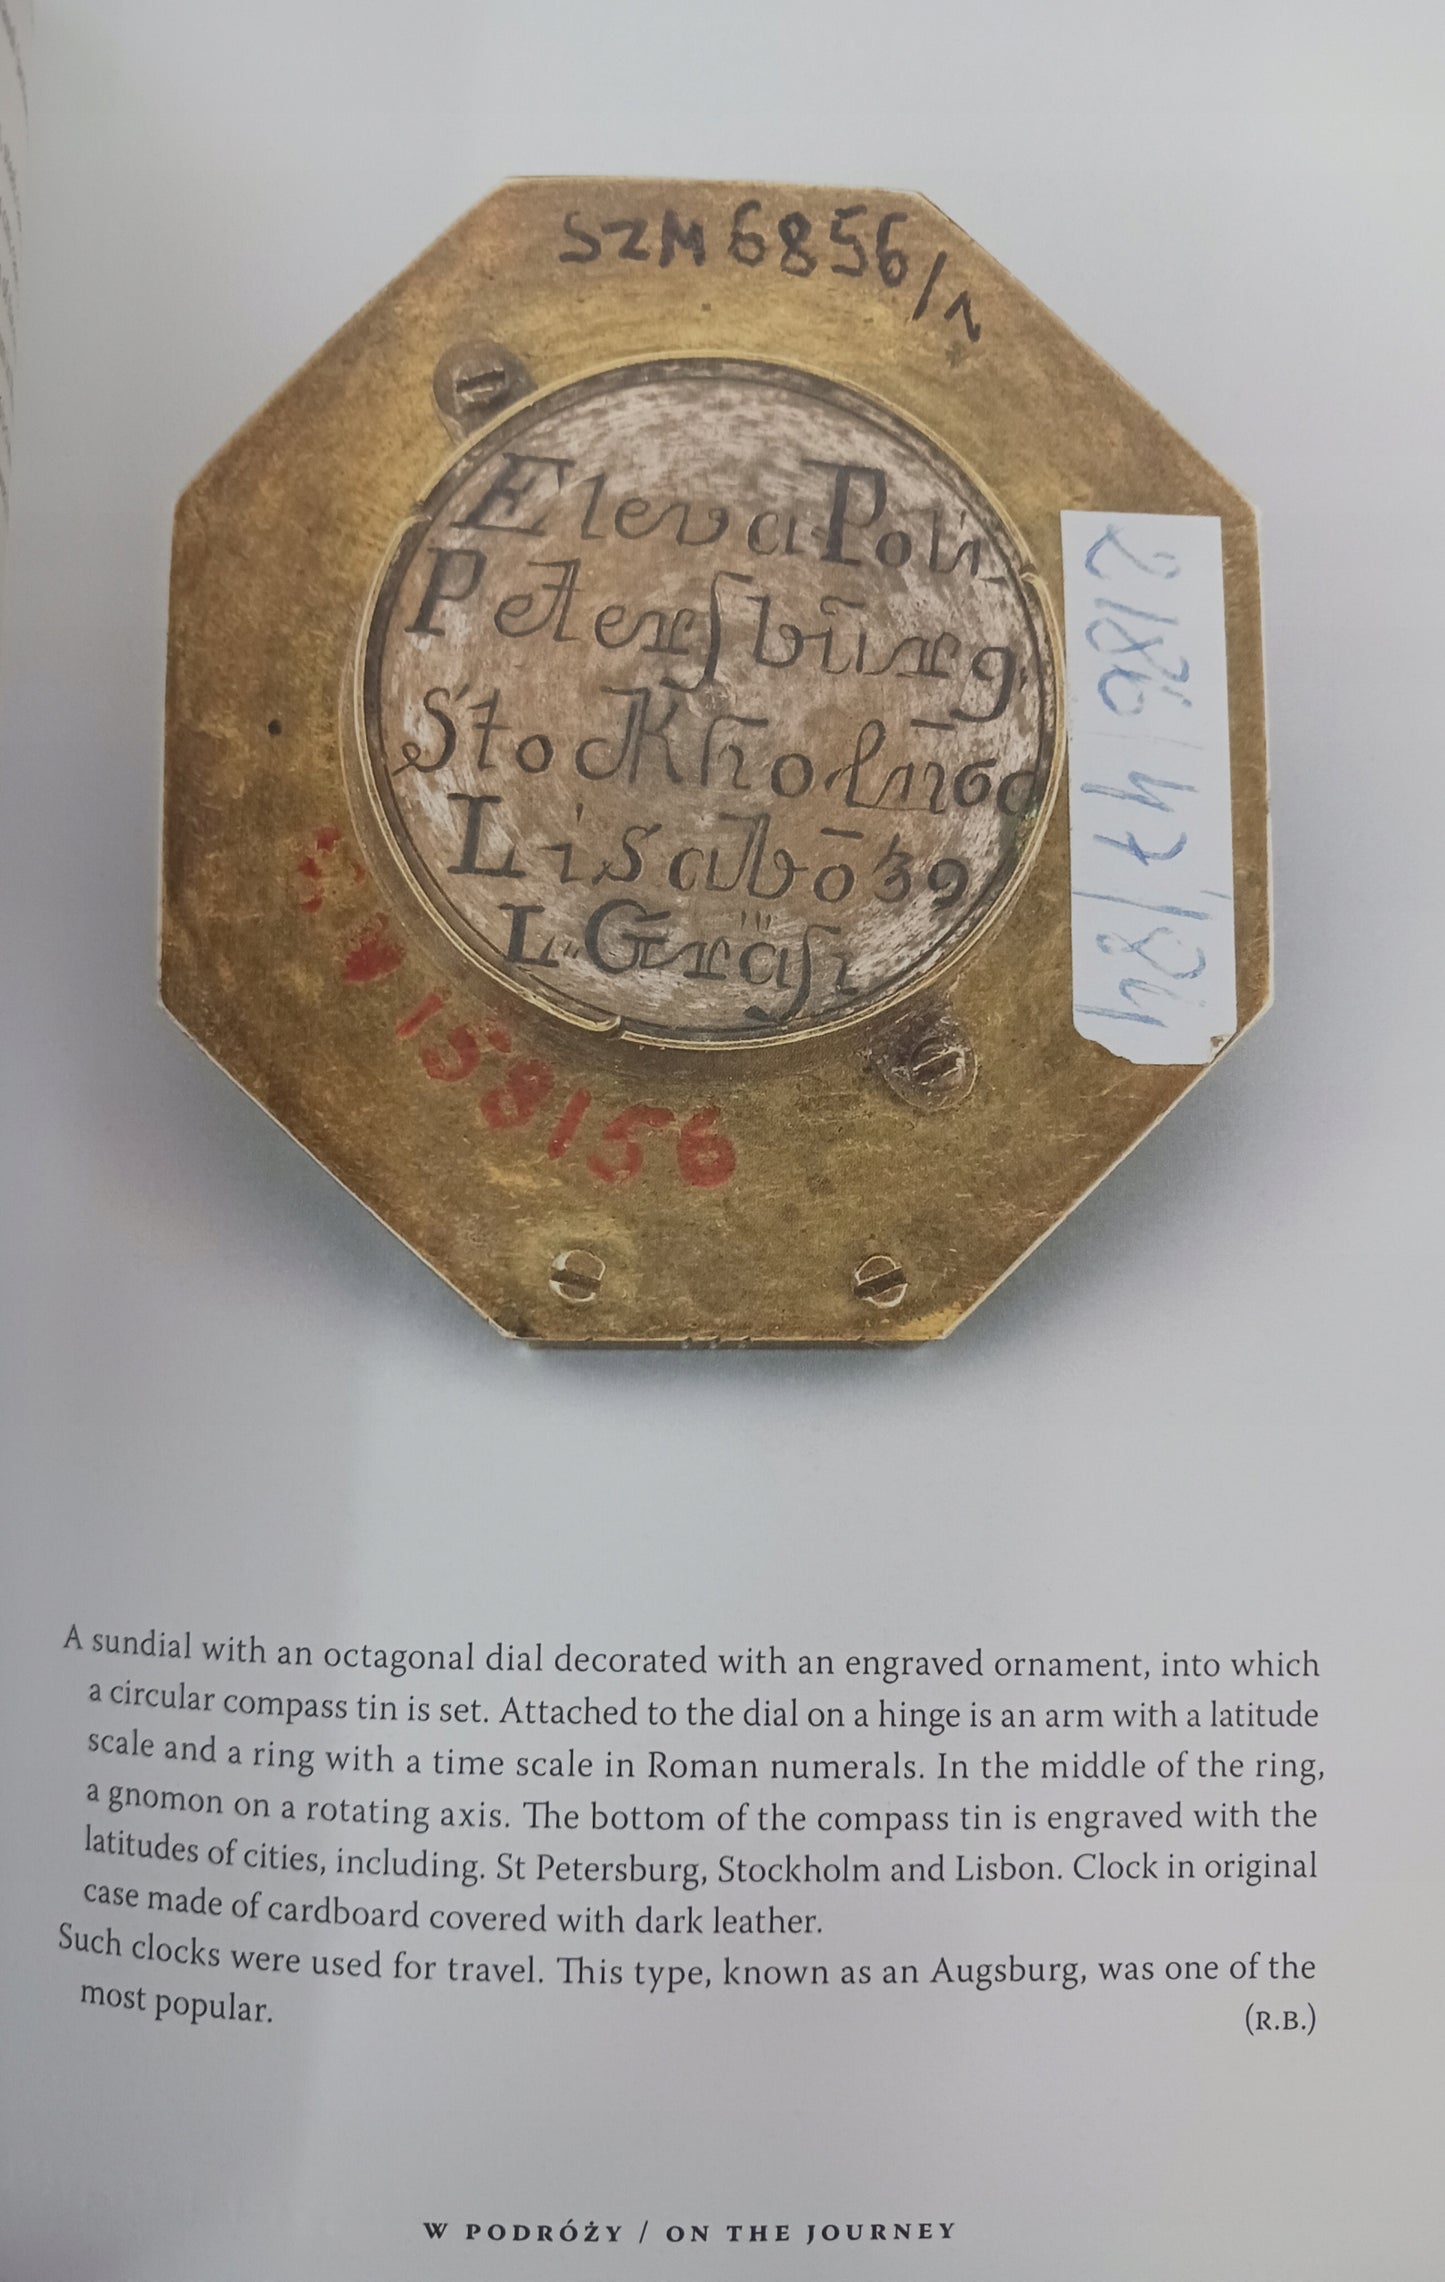 SZM 6856/1
Eleva Poli.
Peterſbūrg
Stockholm 60
Lisabō 39
L. Gräſi
2186/47/84
SW 158156
A sundial with an octagonal dial decorated with an engraved ornament, into which
a circular compass tin is set. Attached to the dial on a hinge is an arm with a latitude
scale and a ring with a time scale in Roman numerals. In the middle of the ring,
a gnomon on a rotating axis. The bottom of the compass tin is engraved with the
latitudes of cities, including. St Petersburg, Stockholm and Lisbon. Clock in original
case made of cardboard covered with dark leather.
Such clocks were used for travel. This type, known as an Augsburg, was one of the
most popular. (R.B.)
W PODRÓŻY / ON THE JOURNEY